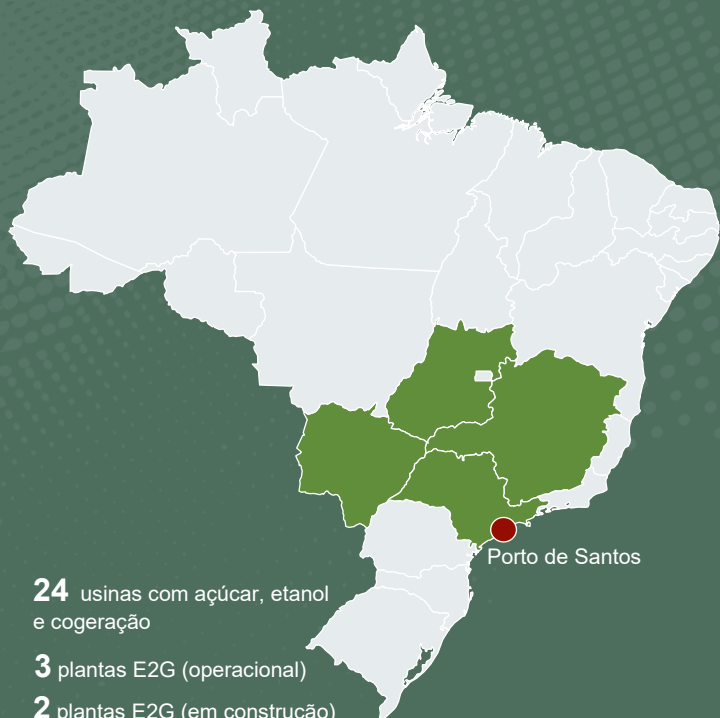 Porto de Santos
24 usinas com açúcar, etanol
e cogeração
3 plantas E2G (operacional)
2 plantas E2G (em construção)